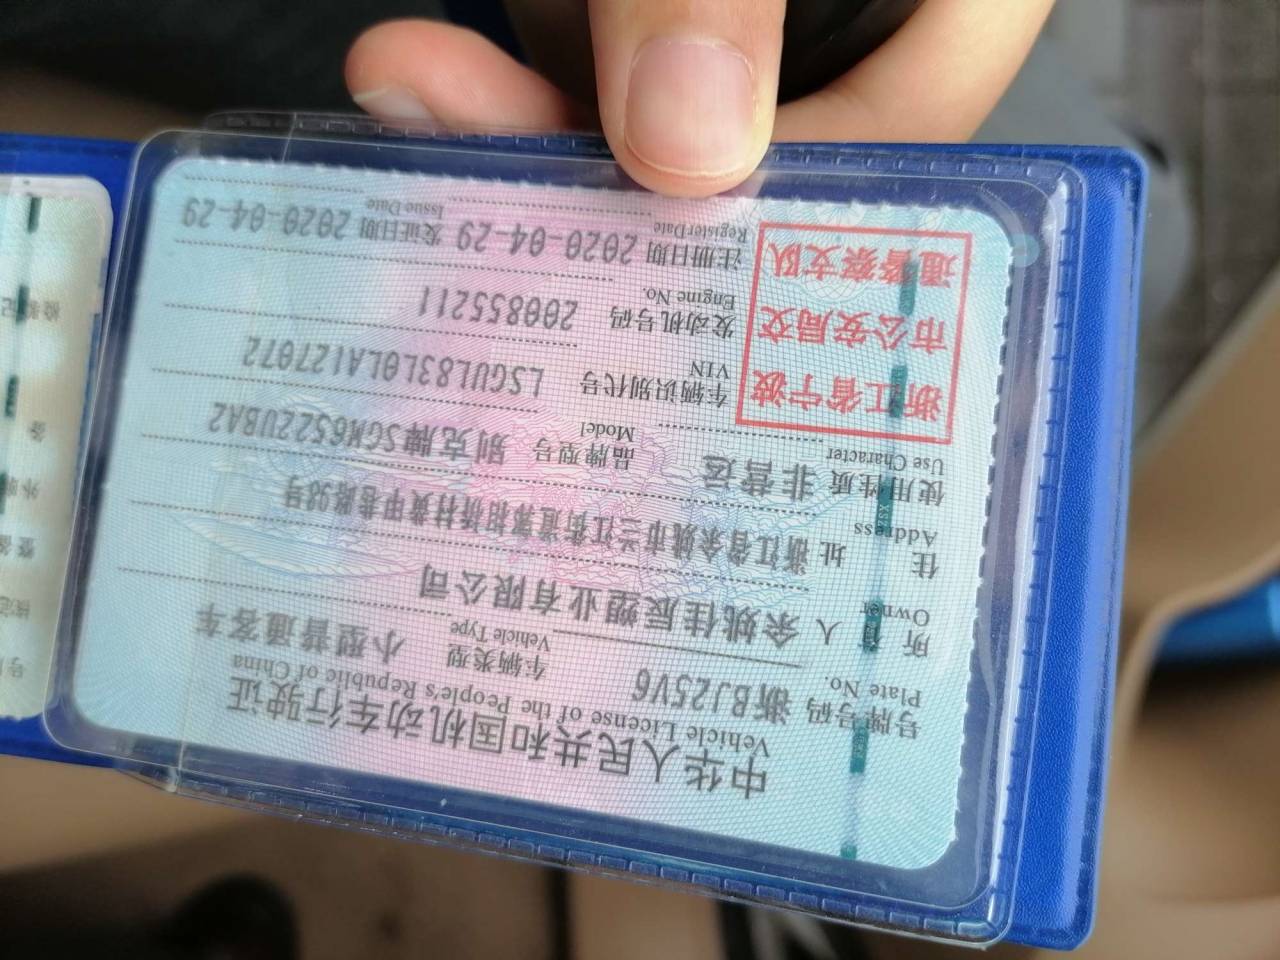 中华人民共和国机动车行驶证
Vehicle License of the People's Republic of China
号牌号码 浙BJ25V6 车辆类型 小型普通客车
Plate No. Vehicle Type
所有人 余姚佳辰塑业有限公司
Owner
住址 浙江省余姚市兰江街道郭相桥村黄甲巷路98号
Address
使用性质 非营运 品牌型号 别克牌SGM6522UBA2
Use Character Model
浙江省宁波
市公安局交
通警察支队
车辆识别代号 LSGUL83L0LA127072
VIN
发动机号码 200855211
Engine No.
注册日期 2020-04-29 发证日期 2020-04-29
Register Date Issue Date